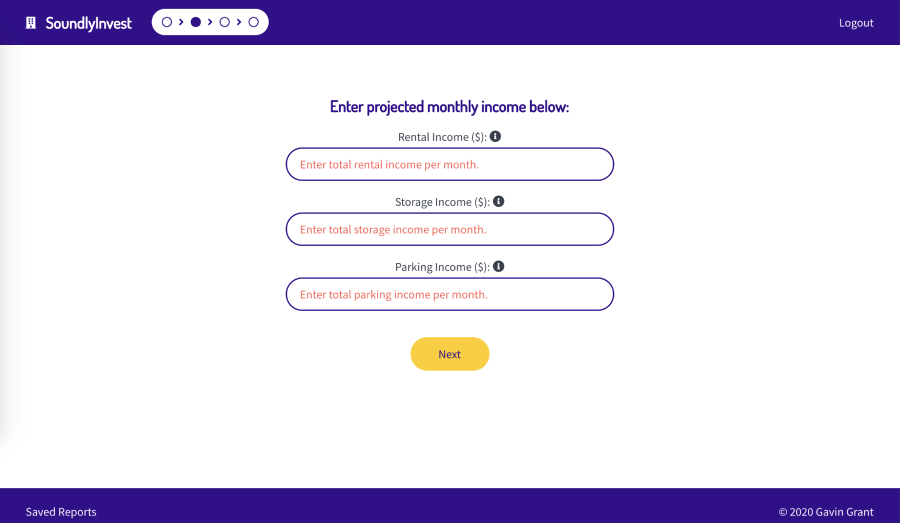 SoundlyInvest
Logout
Enter projected monthly income below:
Rental Income ($):
Enter total rental income per month.
Storage Income ($):
Enter total storage income per month.
Parking Income ($):
Enter total parking income per month.
Next
Saved Reports
© 2020 Gavin Grant